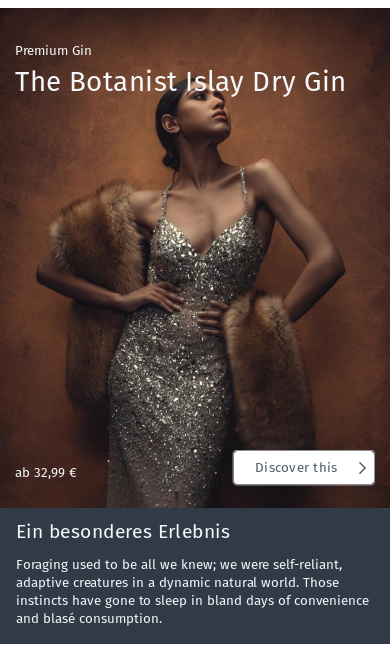 Premium Gin
The Botanist Islay Dry Gin
ab 32,99 €
Discover this
Ein besonderes Erlebnis
Foraging used to be all we knew; we were self-reliant,
adaptive creatures in a dynamic natural world. Those
instincts have gone to sleep in bland days of convenience
and blasé consumption.